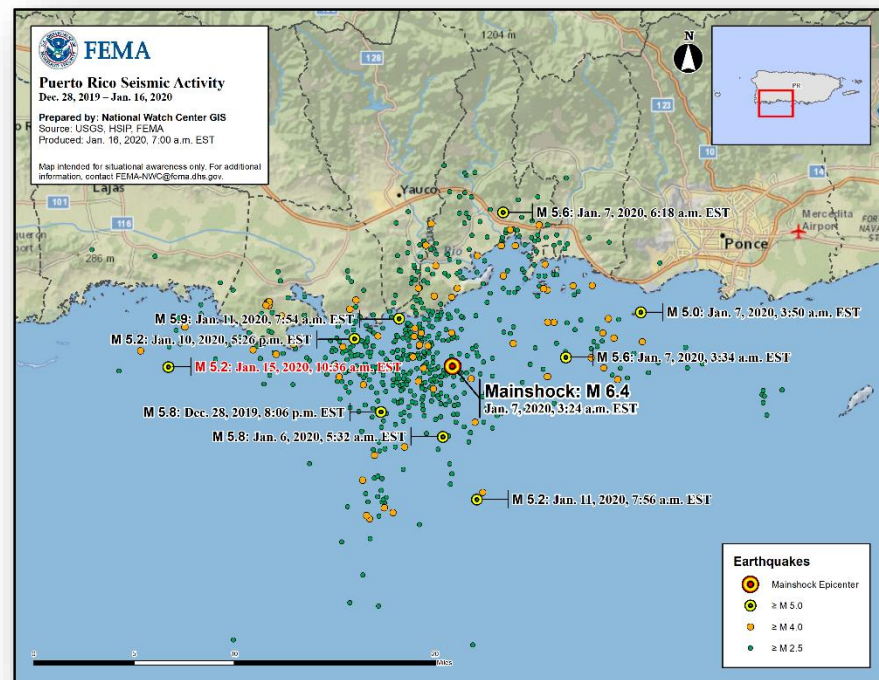 FEMA
Puerto Rico Seismic Activity
Dec. 28, 2019 – Jan. 16, 2020
Prepared by: National Watch Center GIS
Source: USGS, HSIP, FEMA
Produced: Jan. 16, 2020, 7:00 a.m. EST
Map intended for situational awareness only. For additional
information, contact FEMA-NWC@fema.dhs.gov.
1204 m
N
PR
128
123
10
Lajas
101
116
Yauco
14
Mercedita
Airport
Ponce
286 m
Río
M 5.6: Jan. 7, 2020, 6:18 a.m. EST
M 5.9: Jan. 11, 2020, 7:54 a.m. EST
M 5.0: Jan. 7, 2020, 3:50 a.m. EST
M 5.2: Jan. 10, 2020, 5:26 p.m. EST
M 5.6: Jan. 7, 2020, 3:34 a.m. EST
M 5.2: Jan. 15, 2020, 10:36 a.m. EST
Mainshock: M 6.4
Jan. 7, 2020, 3:24 a.m. EST
M 5.8: Dec. 28, 2019, 8:06 p.m. EST
M 5.8: Jan. 6, 2020, 5:32 a.m. EST
M 5.2: Jan. 11, 2020, 7:56 a.m. EST
Earthquakes
Mainshock Epicenter
≥ M 5.0
≥ M 4.0
≥ M 2.5
10
20
Miles